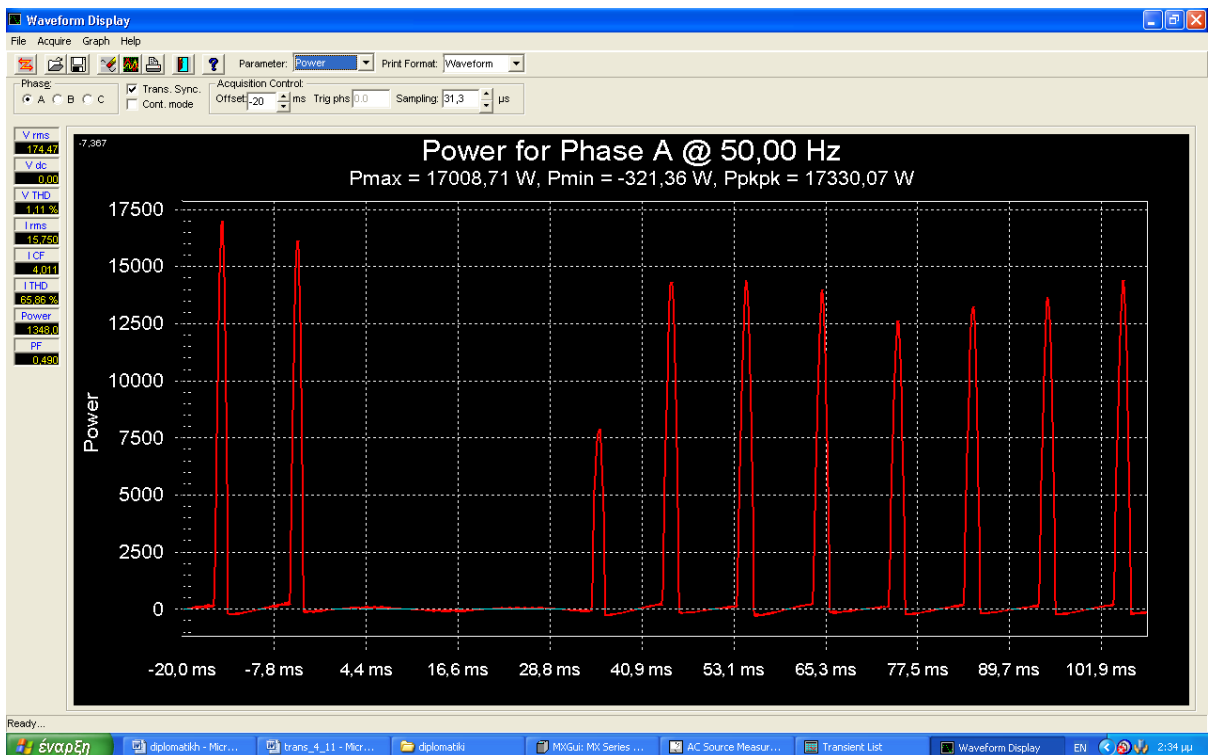 Waveform Display
File Acquire Graph Help
Parameter: Power Print Format: Waveform
Phase: A B C
Trans. Sync.
Cont. mode
Acquisition Control:
Offset: -20 ms Trig phs 0.0 Sampling: 31,3 µs
V rms
174,47
V dc
0,00
V THD
1,11 %
I rms
15,750
I CF
4,011
I THD
65,86 %
Power
1348,0
PF
0,490
-7,367
Power for Phase A @ 50,00 Hz
Pmax = 17008,71 W, Pmin = -321,36 W, Ppkpk = 17330,07 W
Power
17500
15000
12500
10000
7500
5000
2500
0
-20,0 ms -7,8 ms 4,4 ms 16,6 ms 28,8 ms 40,9 ms 53,1 ms 65,3 ms 77,5 ms 89,7 ms 101,9 ms
Ready...
έναρξη diplomatikh - Micr... trans_4_11 - Micr... diplomatiki MXGui: MX Series ... AC Source Measur... Transient List Waveform Display EN 2:34 μμ